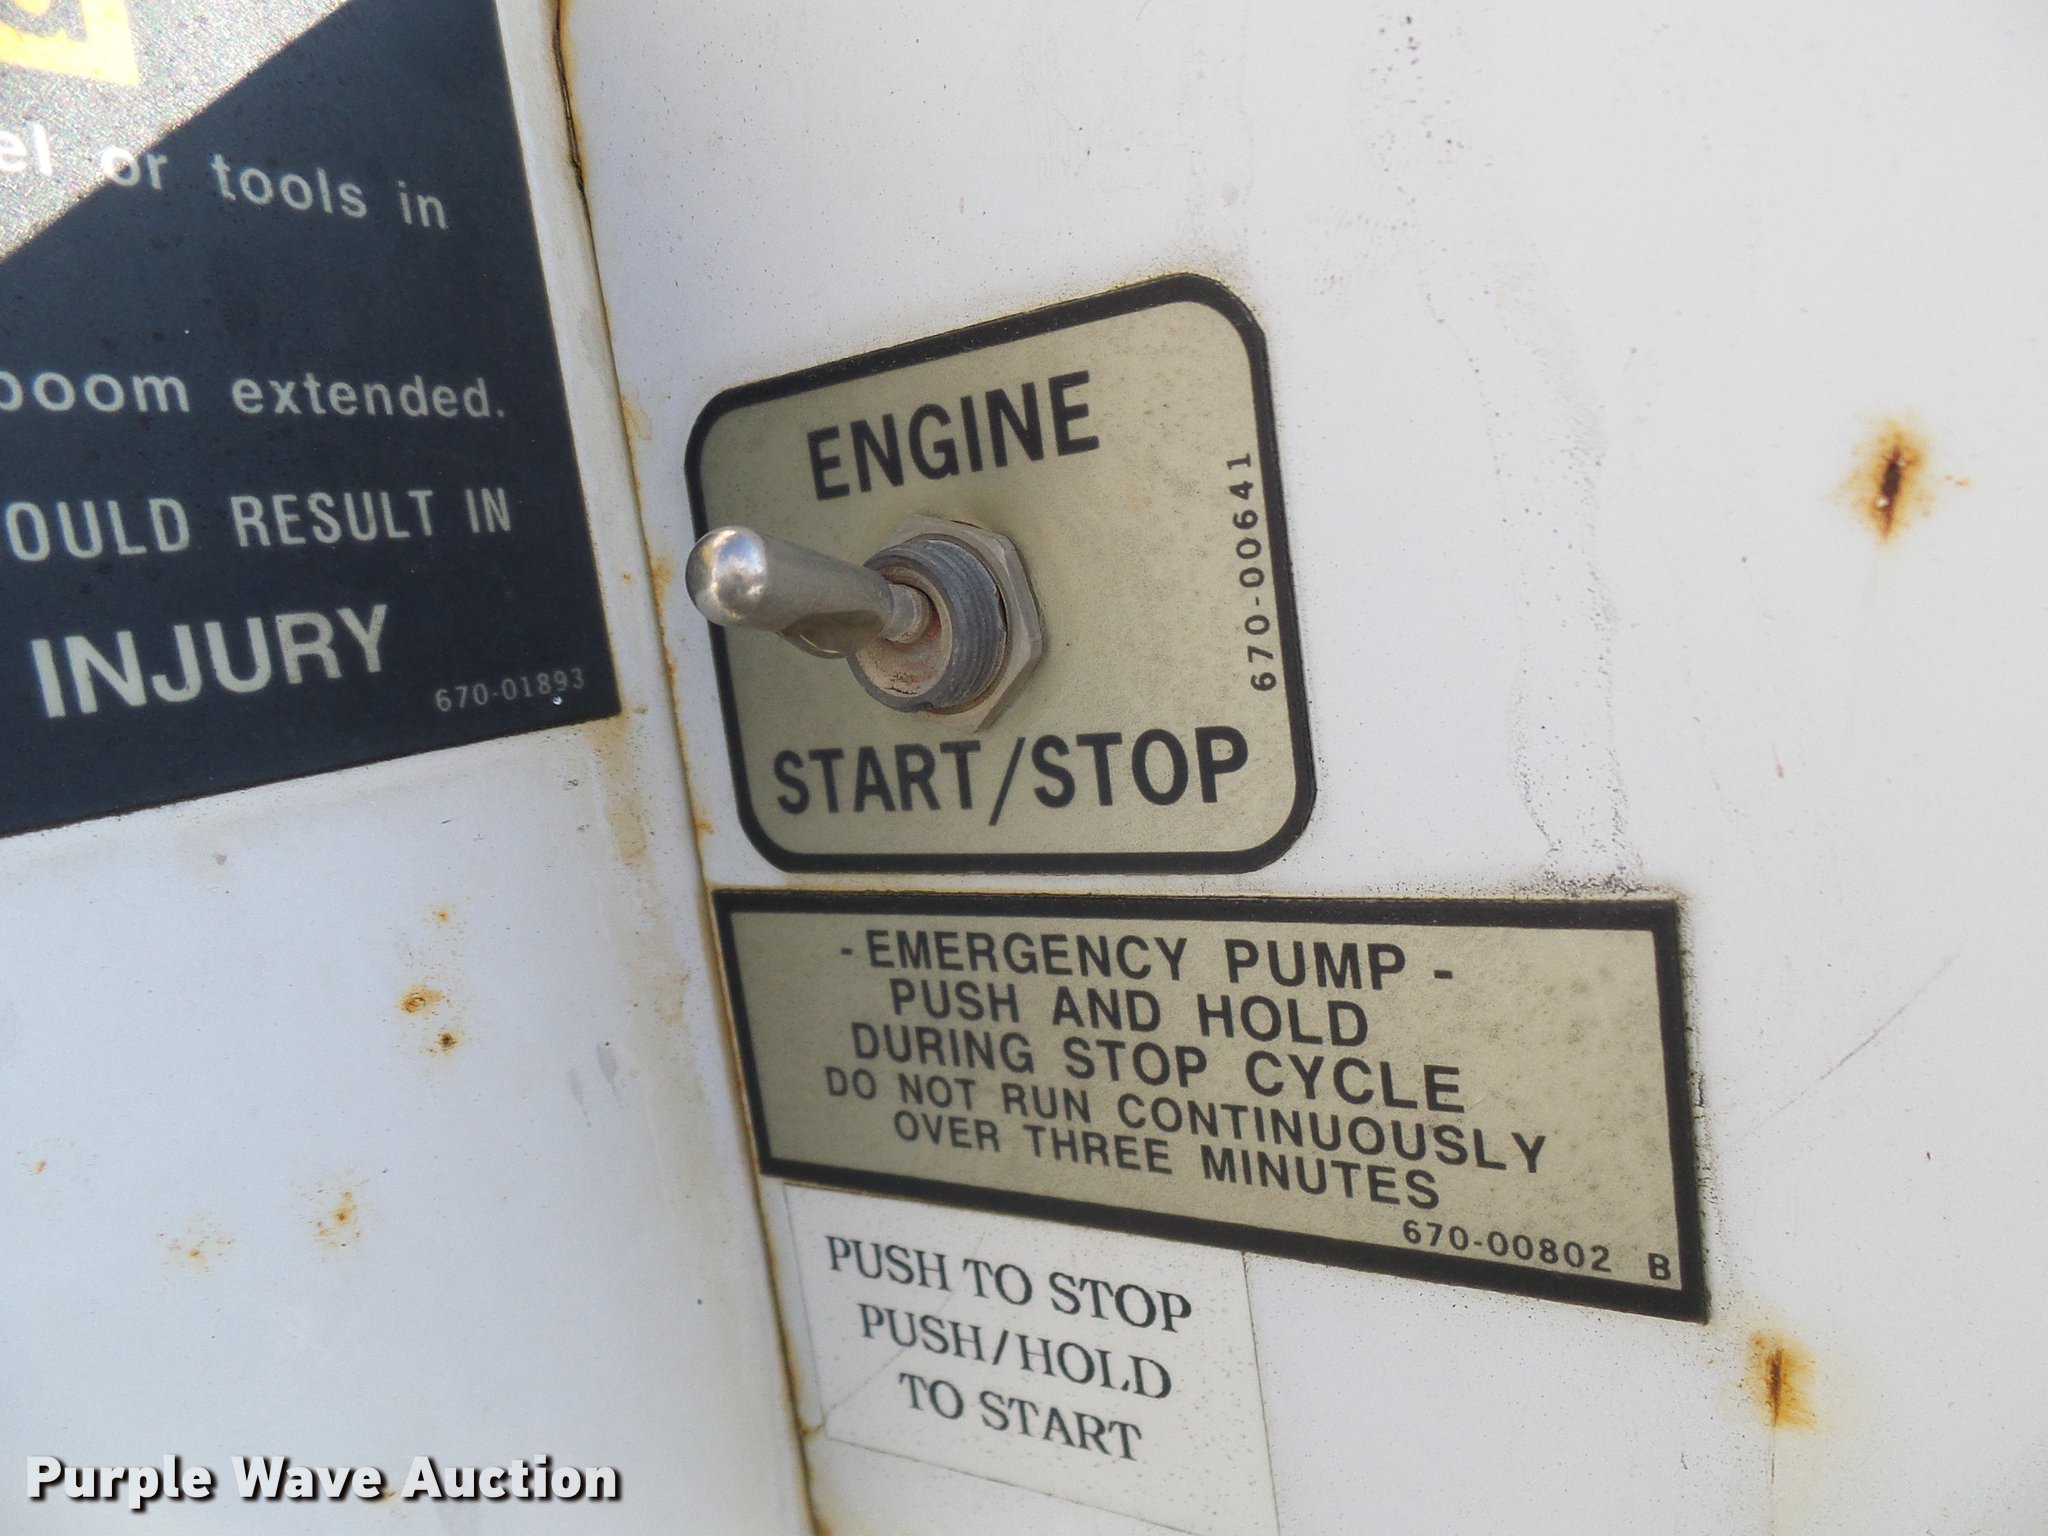 or tools in
boom extended.
OULD RESULT IN
INJURY
670-01893
ENGINE
670-00641
START/STOP
- EMERGENCY PUMP -
PUSH AND HOLD
DURING STOP CYCLE
DO NOT RUN CONTINUOUSLY
OVER THREE MINUTES
670-00802 B
PUSH TO STOP
PUSH/HOLD
TO START
Purple Wave Auction